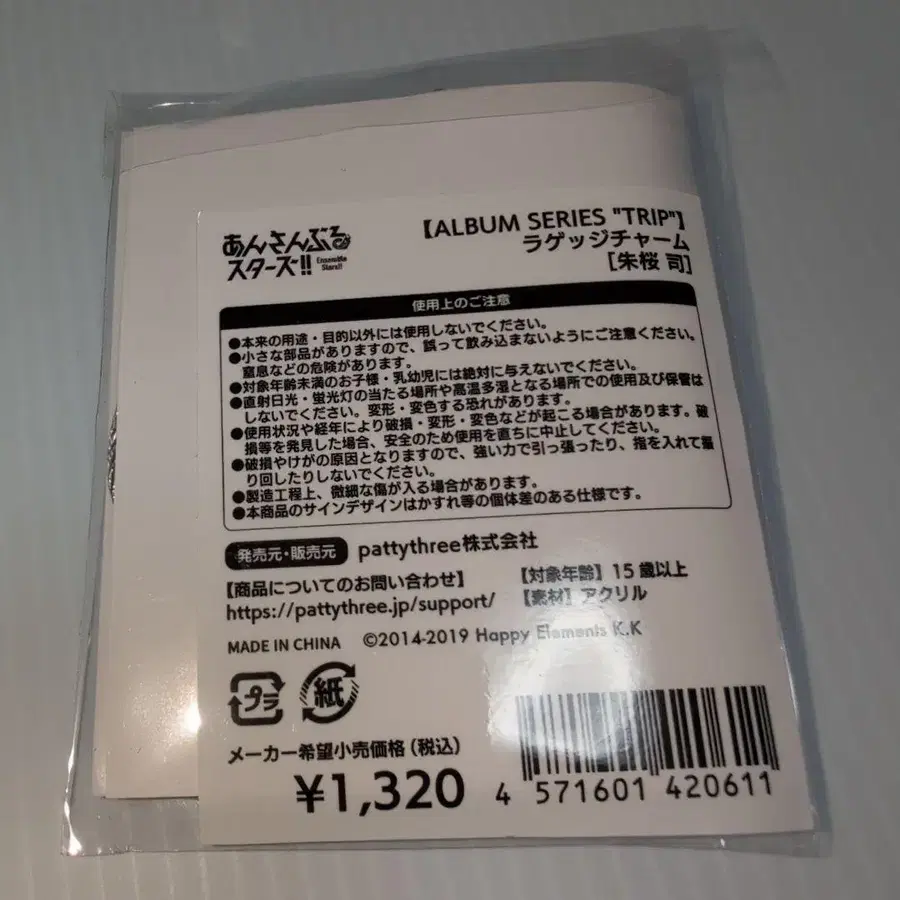 あんさんぶる
スターズ!!
Ensemble
Stars!!
【ALBUM SERIES "TRIP"】
ラゲッジチャーム
[朱桜 司]
使用上のご注意
●本来の用途・目的以外には使用しないでください。
●小さな部品がありますので、誤って飲み込まないようにご注意ください。
窒息などの危険があります。
●対象年齢未満のお子様・乳幼児には絶対に与えないでください。
●直射日光・蛍光灯の当たる場所や高温多湿となる場所での使用及び保管は
しないでください。変形・変色する恐れがあります。
●使用状況や経年により破損・変形・変色などが起こる場合があります。破
損等を発見した場合、安全のため使用を直ちに中止してください。
●破損やけがの原因となりますので、強い力で引っ張ったり、指を入れて振
り回したりしないでください。
●製造工程上、微細な傷が入る場合があります。
●本商品のサインデザインはかすれ等の個体差のある仕様です。
発売元・販売元 pattythree株式会社
【商品についてのお問い合わせ】 【対象年齢】15歳以上
https://pattythree.jp/support/ 【素材】アクリル
MADE IN CHINA ©2014-2019 Happy Elements K.K
プラ 紙
メーカー希望小売価格（税込）
¥1,320
4 571601 420611